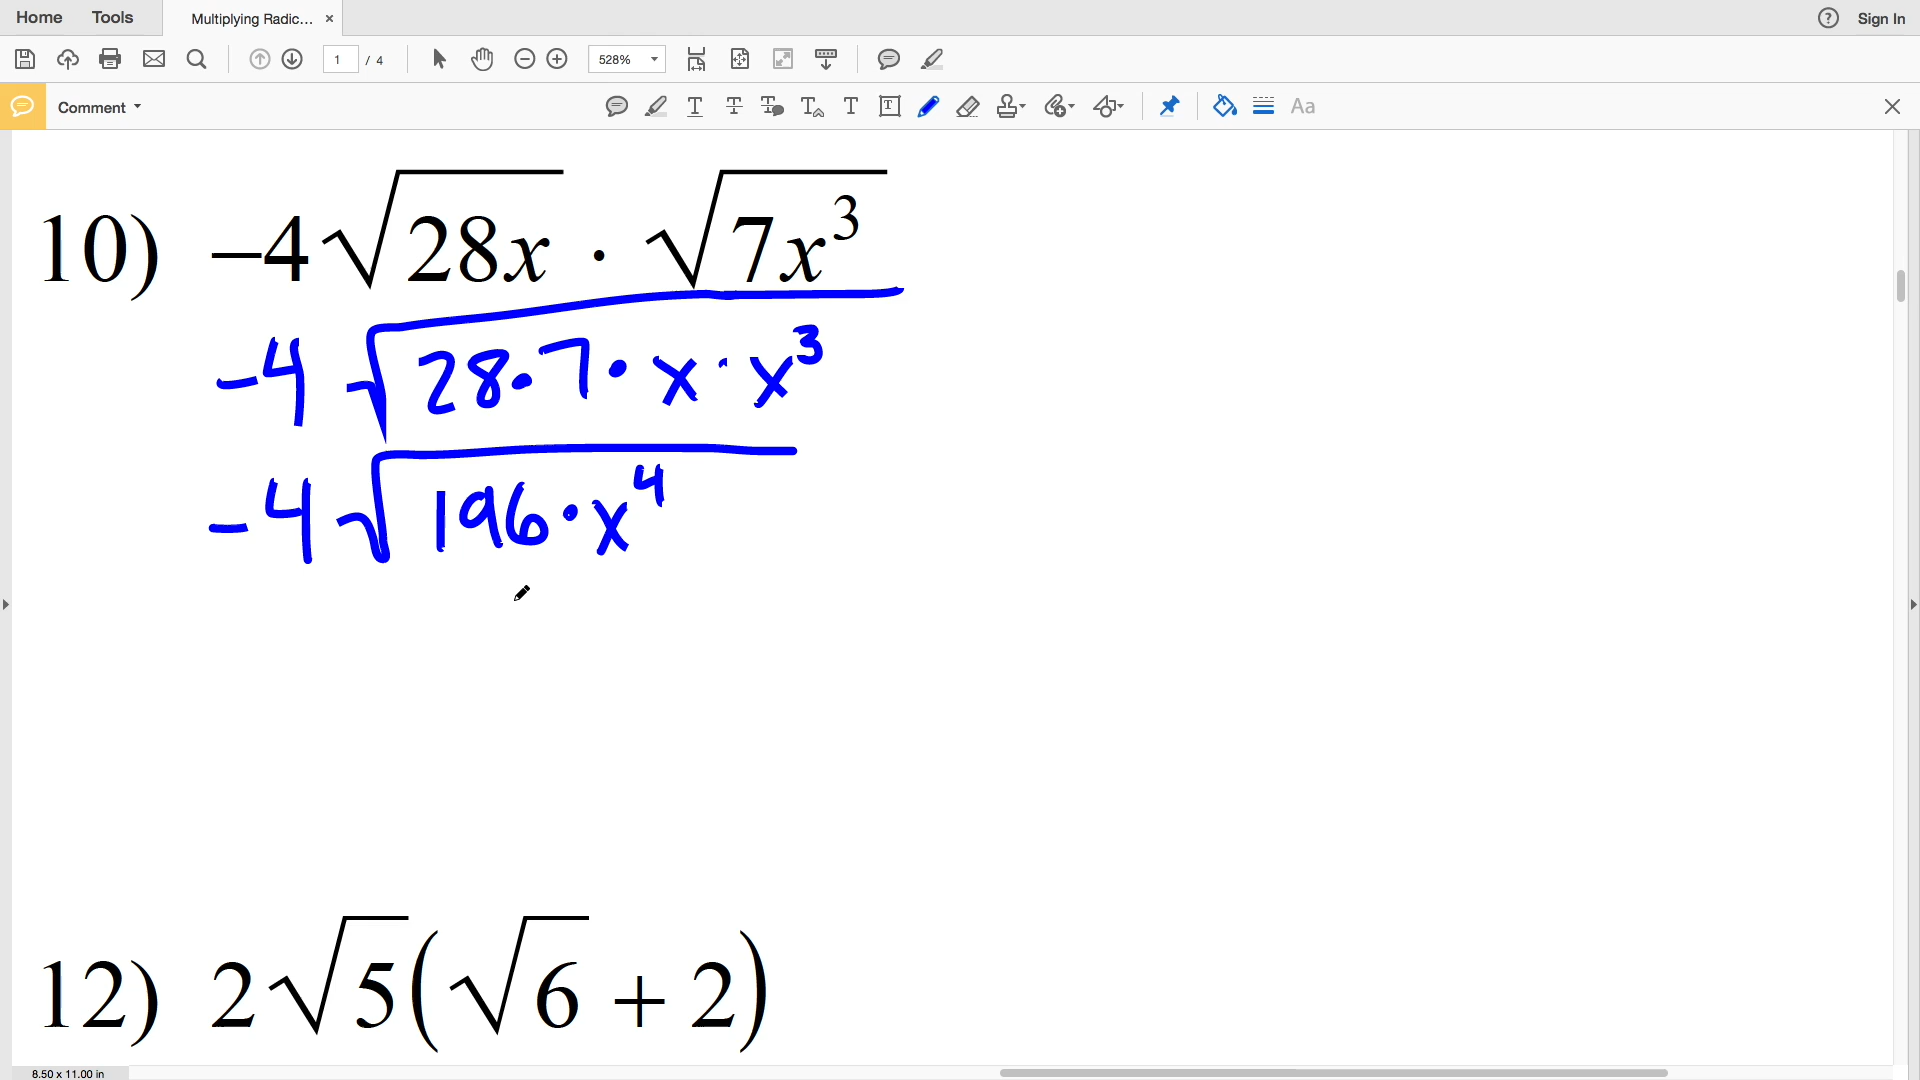 Home Tools Multiplying Radic... × ? Sign In
1 / 4 528%
Comment T T T T T T Aa
10) −4√28x · √7x³
-4 √28·7·x·x³
-4 √196·x⁴
12) 2√5(√6 + 2)
8.50 x 11.00 in